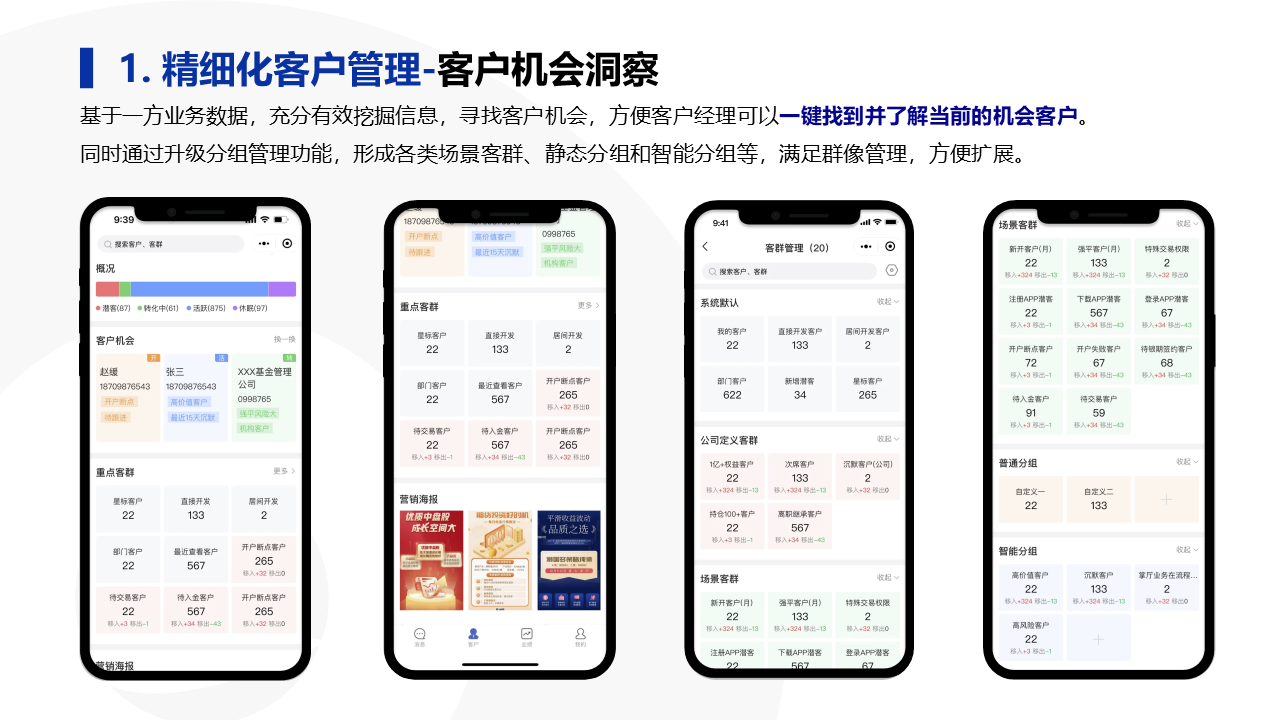 1. 精细化客户管理-客户机会洞察
基于一方业务数据，充分有效挖掘信息，寻找客户机会，方便客户经理可以一键找到并了解当前的机会客户。
同时通过升级分组管理功能，形成各类场景客群、静态分组和智能分组等，满足群像管理，方便扩展。
9:39
搜索客户、客群
概况
潜客(87) 转化中(61) 活跃(875) 休眠(97)
客户机会 换一换
开 活 转
赵缓 张三 XXX基金管理公司
18709876543 18709876543 0998765
开户断点 高价值客户 强平风险大
待跟进 最近15天沉默 机构客户
重点客群 更多
星标客户 直接开发 居间开发
22 133 2
部门客户 最近查看客户 开户断点客户
22 567 265
移入+32 移出0
待交易客户 待入金客户 开户断点客户
22 567 265
移入+3 移出-1 移入+34 移出-43 移入+32 移出0
营销海报
0998765
开户断点 高价值客户 强平风险大
待跟进 最近15天沉默 机构客户
重点客群 更多
星标客户 直接开发 居间开发
22 133 2
部门客户 最近查看客户 开户断点客户
22 567 265
移入+32 移出0
待交易客户 待入金客户 开户断点客户
22 567 265
移入+3 移出-1 移入+34 移出-43 移入+32 移出0
营销海报
优质中盘股
成长空间大
平滑收益波动
《品质之选》
消息 客户 业绩 我的
9:41
客群管理（20）
搜索客户、客群
系统默认 收起
我的客户 直接开发客户 居间开发客户
22 133 2
部门客户 新增潜客 星标客户
622 34 265
公司定义客群 收起
1亿+权益客户 次席客户 沉默客户(公司)
22 133 2
移入+324 移出-13 移入+324 移出-13 移入+32 移出0
持仓100+客户 离职继承客户
22 567
移入+3 移出-1 移入+34 移出-43
场景客群 收起
新开客户(月) 强平客户(月) 特殊交易权限
22 133 2
移入+324 移出-13 移入+324 移出-13 移入+32 移出0
注册APP潜客 下载APP潜客 登录APP潜客
22 567 67
场景客群 收起
新开客户(月) 强平客户(月) 特殊交易权限
22 133 2
移入+324 移出-13 移入+324 移出-13 移入+32 移出0
注册APP潜客 下载APP潜客 登录APP潜客
22 567 67
移入+3 移出-1 移入+34 移出-43 移入+34 移出-43
开户断点客户 开户失败客户 待银期签约客户
72 67 68
移入+3 移出-1 移入+34 移出-43 移入+34 移出-43
待入金客户 待交易客户
91 59
移入+3 移出-1 移入+34 移出-43
普通分组 收起
自定义一 自定义二
22 133
智能分组 收起
高价值客户 沉默客户 掌厅业务在流程...
22 133 2
移入+324 移出-13 移入+324 移出-13 移入+32 移出0
高风险客户
22
移入+3 移出-1